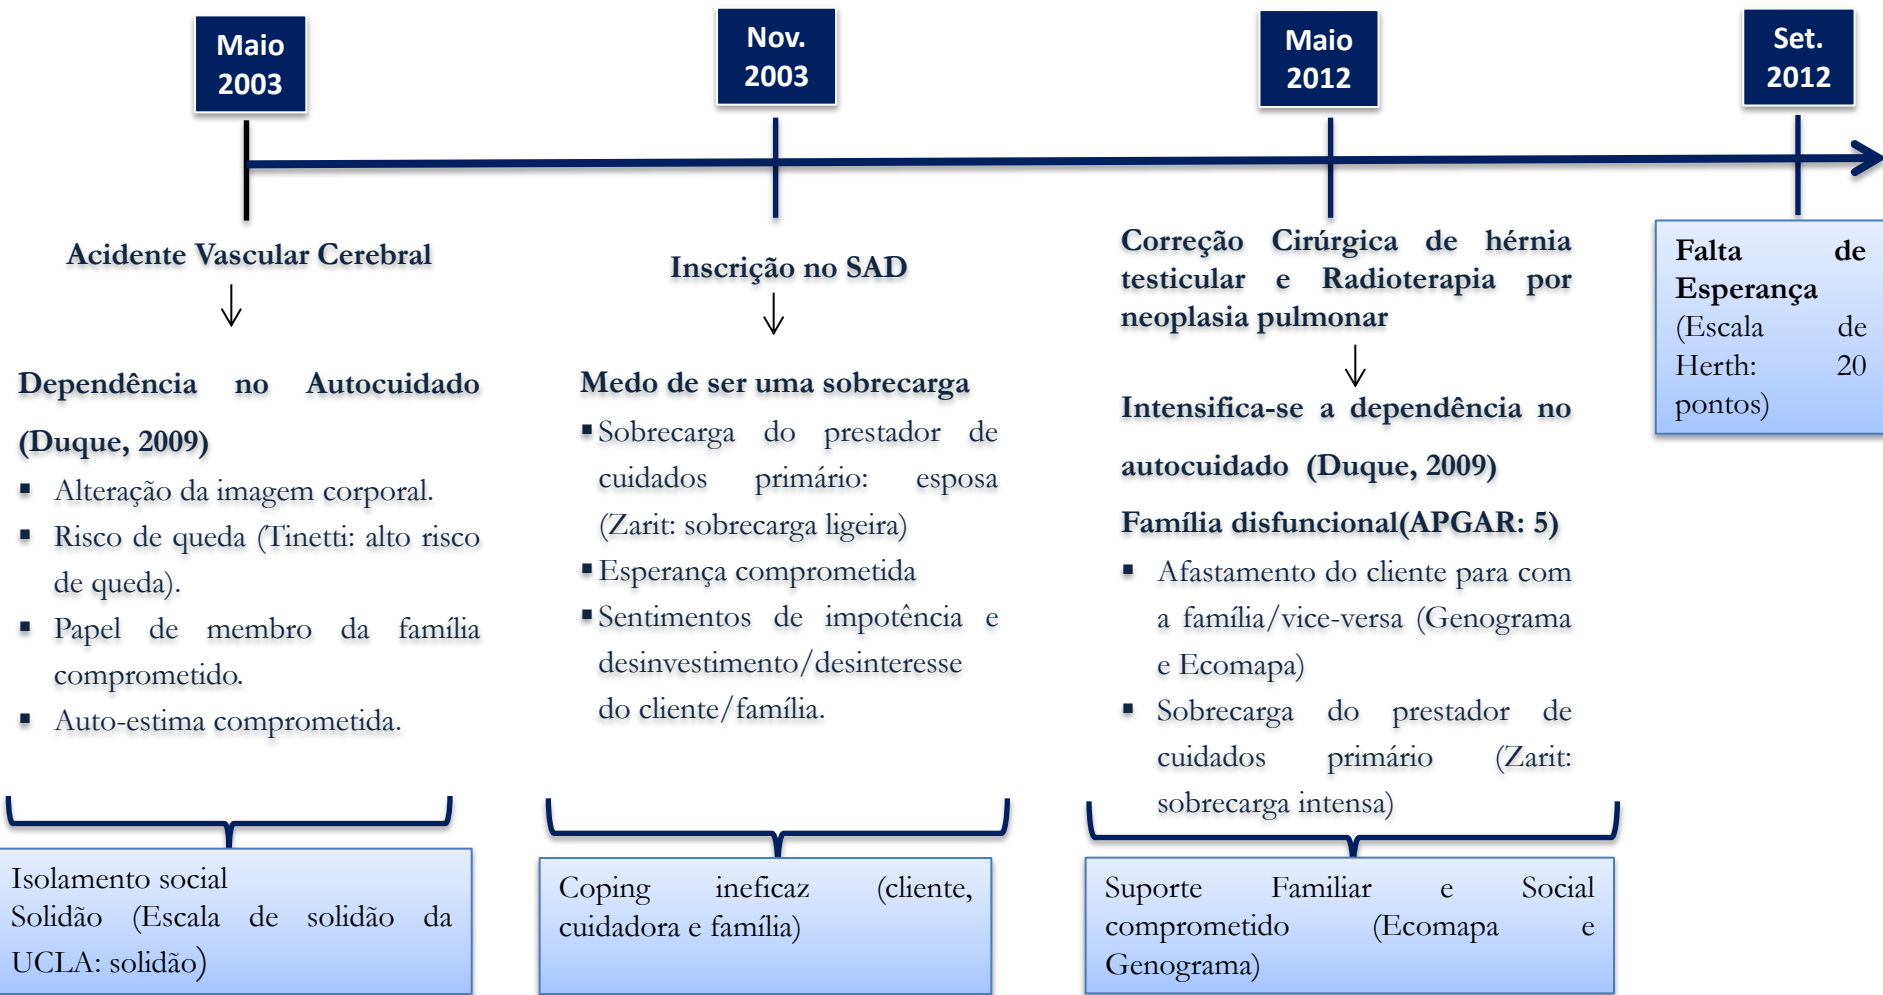 Maio
2003
Nov.
2003
Maio
2012
Set.
2012
Acidente Vascular Cerebral
Dependência no Autocuidado
(Duque, 2009)
▪ Alteração da imagem corporal.
▪ Risco de queda (Tinetti: alto risco
de queda).
▪ Papel de membro da família
comprometido.
▪ Auto-estima comprometida.
Isolamento social
Solidão (Escala de solidão da
UCLA: solidão)
Inscrição no SAD
Medo de ser uma sobrecarga
▪ Sobrecarga do prestador de
cuidados primário: esposa
(Zarit: sobrecarga ligeira)
▪ Esperança comprometida
▪ Sentimentos de impotência e
desinvestimento/desinteresse
do cliente/família.
Coping ineficaz (cliente,
cuidadora e família)
Correção Cirúrgica de hérnia
testicular e Radioterapia por
neoplasia pulmonar
Intensifica-se a dependência no
autocuidado (Duque, 2009)
Família disfuncional(APGAR: 5)
▪ Afastamento do cliente para com
a família/vice-versa (Genograma
e Ecomapa)
▪ Sobrecarga do prestador de
cuidados primário (Zarit:
sobrecarga intensa)
Suporte Familiar e Social
comprometido (Ecomapa e
Genograma)
Falta de
Esperança
(Escala de
Herth: 20
pontos)